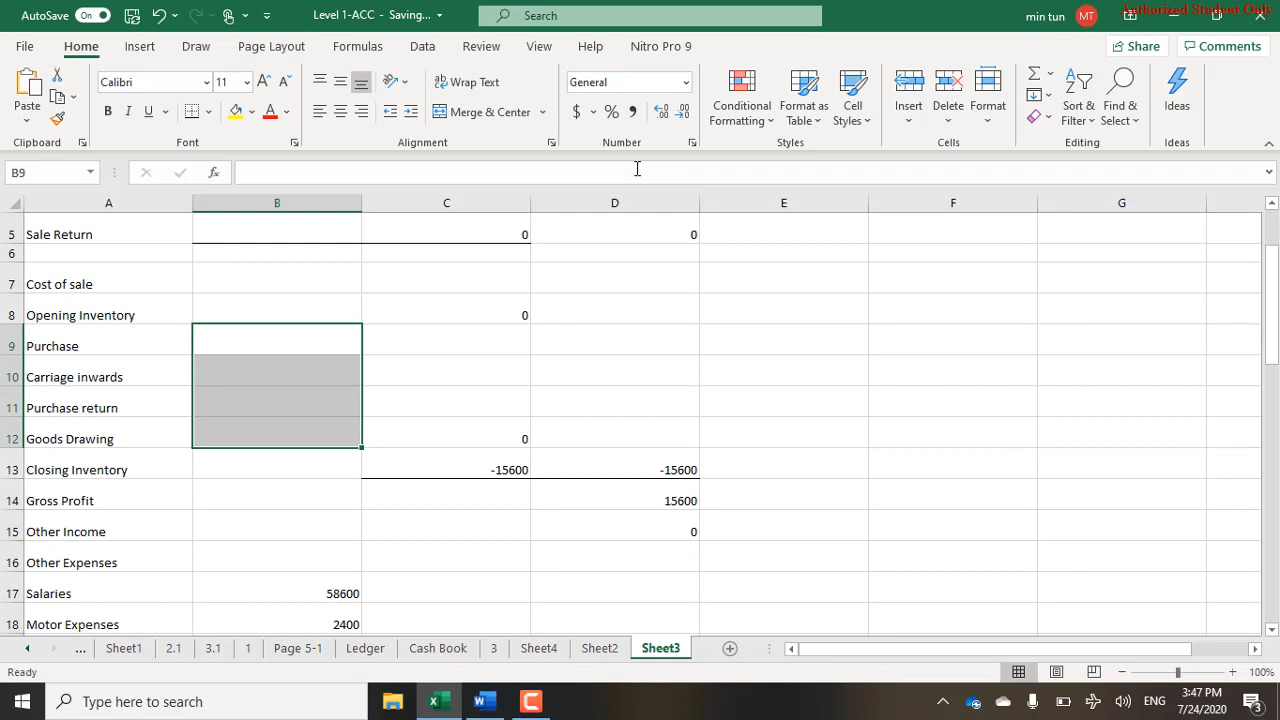 AutoSave On Level 1-ACC - Saving... Search min tun MT Authorized Student Only
File Home Insert Draw Page Layout Formulas Data Review View Help Nitro Pro 9 Share Comments
Paste Calibri 11 A A Wrap Text General Conditional Formatting Format as Table Cell Styles Insert Delete Format Sort & Filter Find & Select Ideas
B I U A Merge & Center $ % ,
Clipboard Font Alignment Number Styles Cells Editing Ideas
B9 fx
A B C D E F G
5 Sale Return 0 0
6
7 Cost of sale
8 Opening Inventory 0
9 Purchase
10 Carriage inwards
11 Purchase return
12 Goods Drawing 0
13 Closing Inventory -15600 -15600
14 Gross Profit 15600
15 Other Income 0
16 Other Expenses
17 Salaries 58600
18 Motor Expenses 2400
... Sheet1 2.1 3.1 1 Page 5-1 Ledger Cash Book 3 Sheet4 Sheet2 Sheet3
Ready 100%
Type here to search ENG 3:47 PM
7/24/2020 3